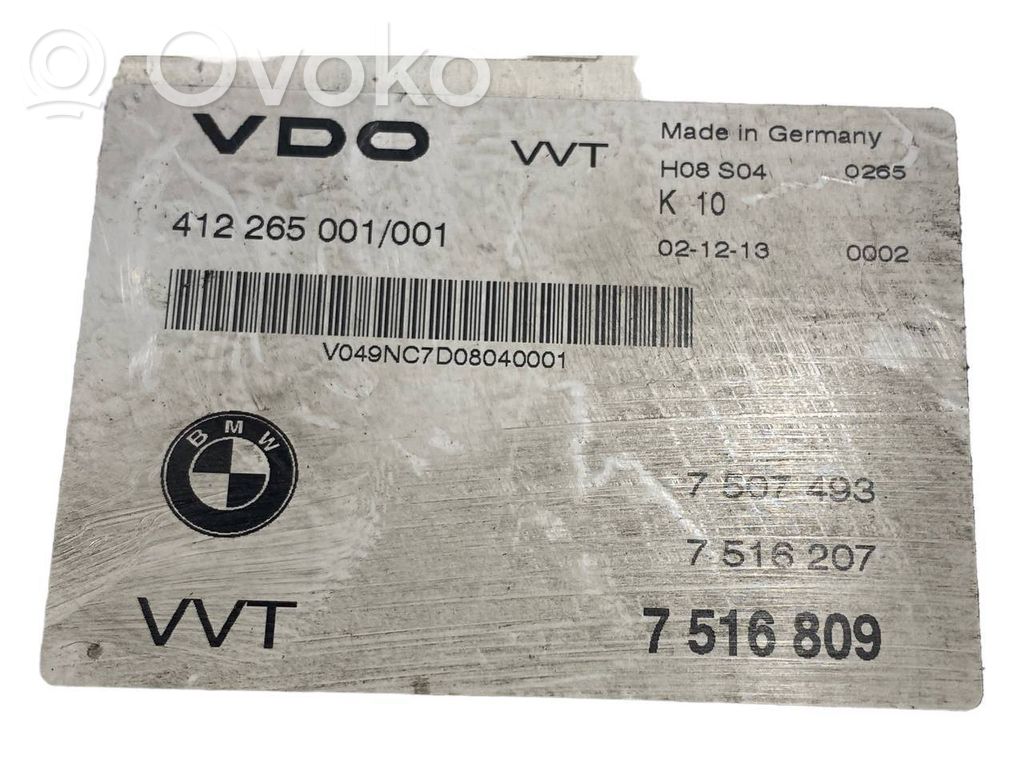 Ovoko
VDO VVT
Made in Germany
H08 S04 0265
K 10
412 265 001/001
02-12-13 0002
V049NC7D08040001
BMW
7 507 493
7 516 207
VVT 7 516 809